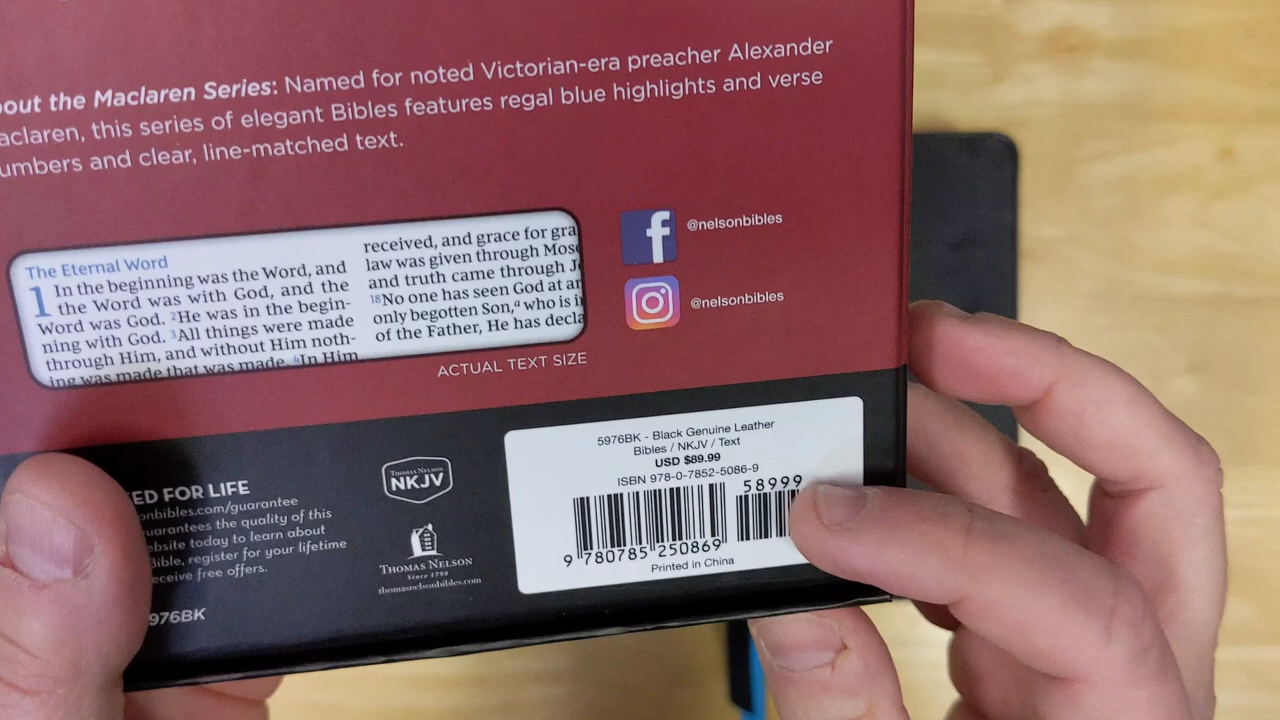 out the Maclaren Series: Named for noted Victorian-era preacher Alexander
aclaren, this series of elegant Bibles features regal blue highlights and verse
umbers and clear, line-matched text.
The Eternal Word
1 In the beginning was the Word, and
the Word was with God, and the
Word was God. 2He was in the begin-
ning with God. 3All things were made
through Him, and without Him noth-
ing was made that was made. 4In Him
received, and grace for gra
law was given through Mose
and truth came through Je
18No one has seen God at an
only begotten Son,a who is in
of the Father, He has decla
ACTUAL TEXT SIZE
f @nelsonbibles
@nelsonbibles
ED FOR LIFE
onbibles.com/guarantee
uarantees the quality of this
ebsite today to learn about
Bible, register for your lifetime
eceive free offers.
976BK
THOMAS NELSON
NKJV
THOMAS NELSON
Since 1798
thomasnelsonbibles.com
5976BK - Black Genuine Leather
Bibles / NKJV / Text
USD $89.99
ISBN 978-0-7852-5086-9
58999
9 780785 250869
Printed in China